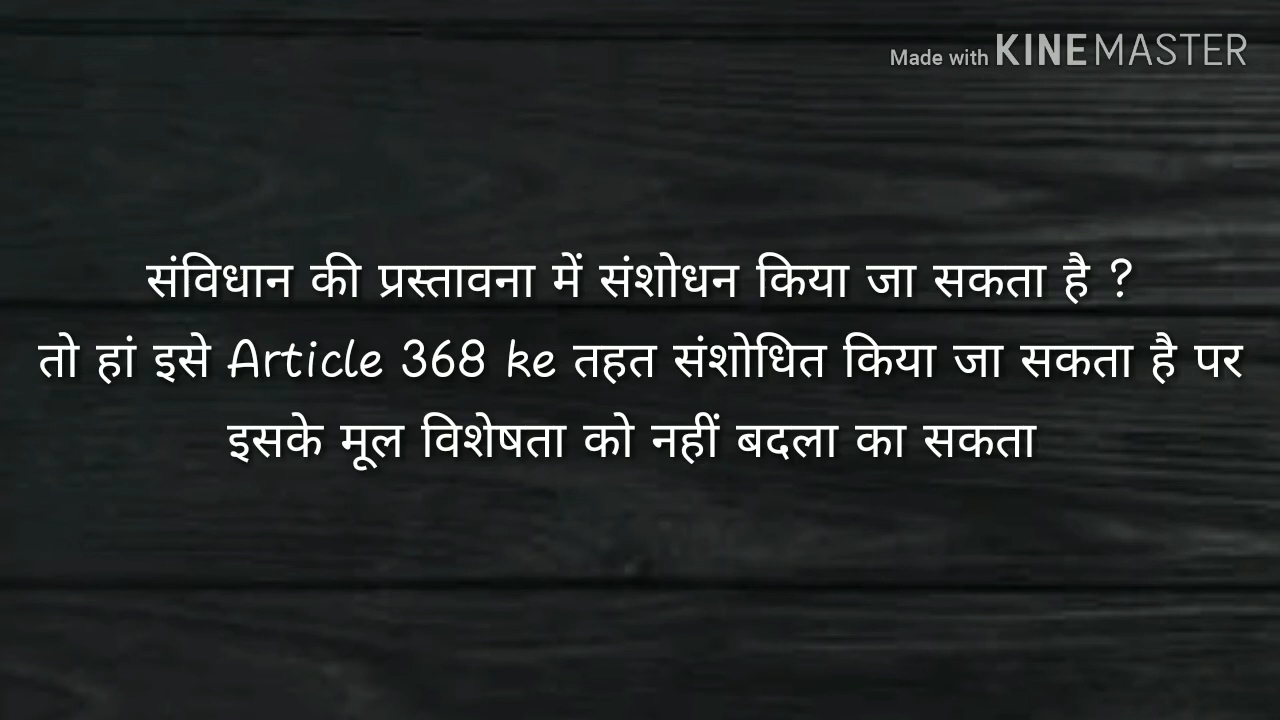 Made with KINEMASTER
संविधान की प्रस्तावना में संशोधन किया जा सकता है ?
तो हां इसे Article 368 ke तहत संशोधित किया जा सकता है पर
इसके मूल विशेषता को नहीं बदला का सकता